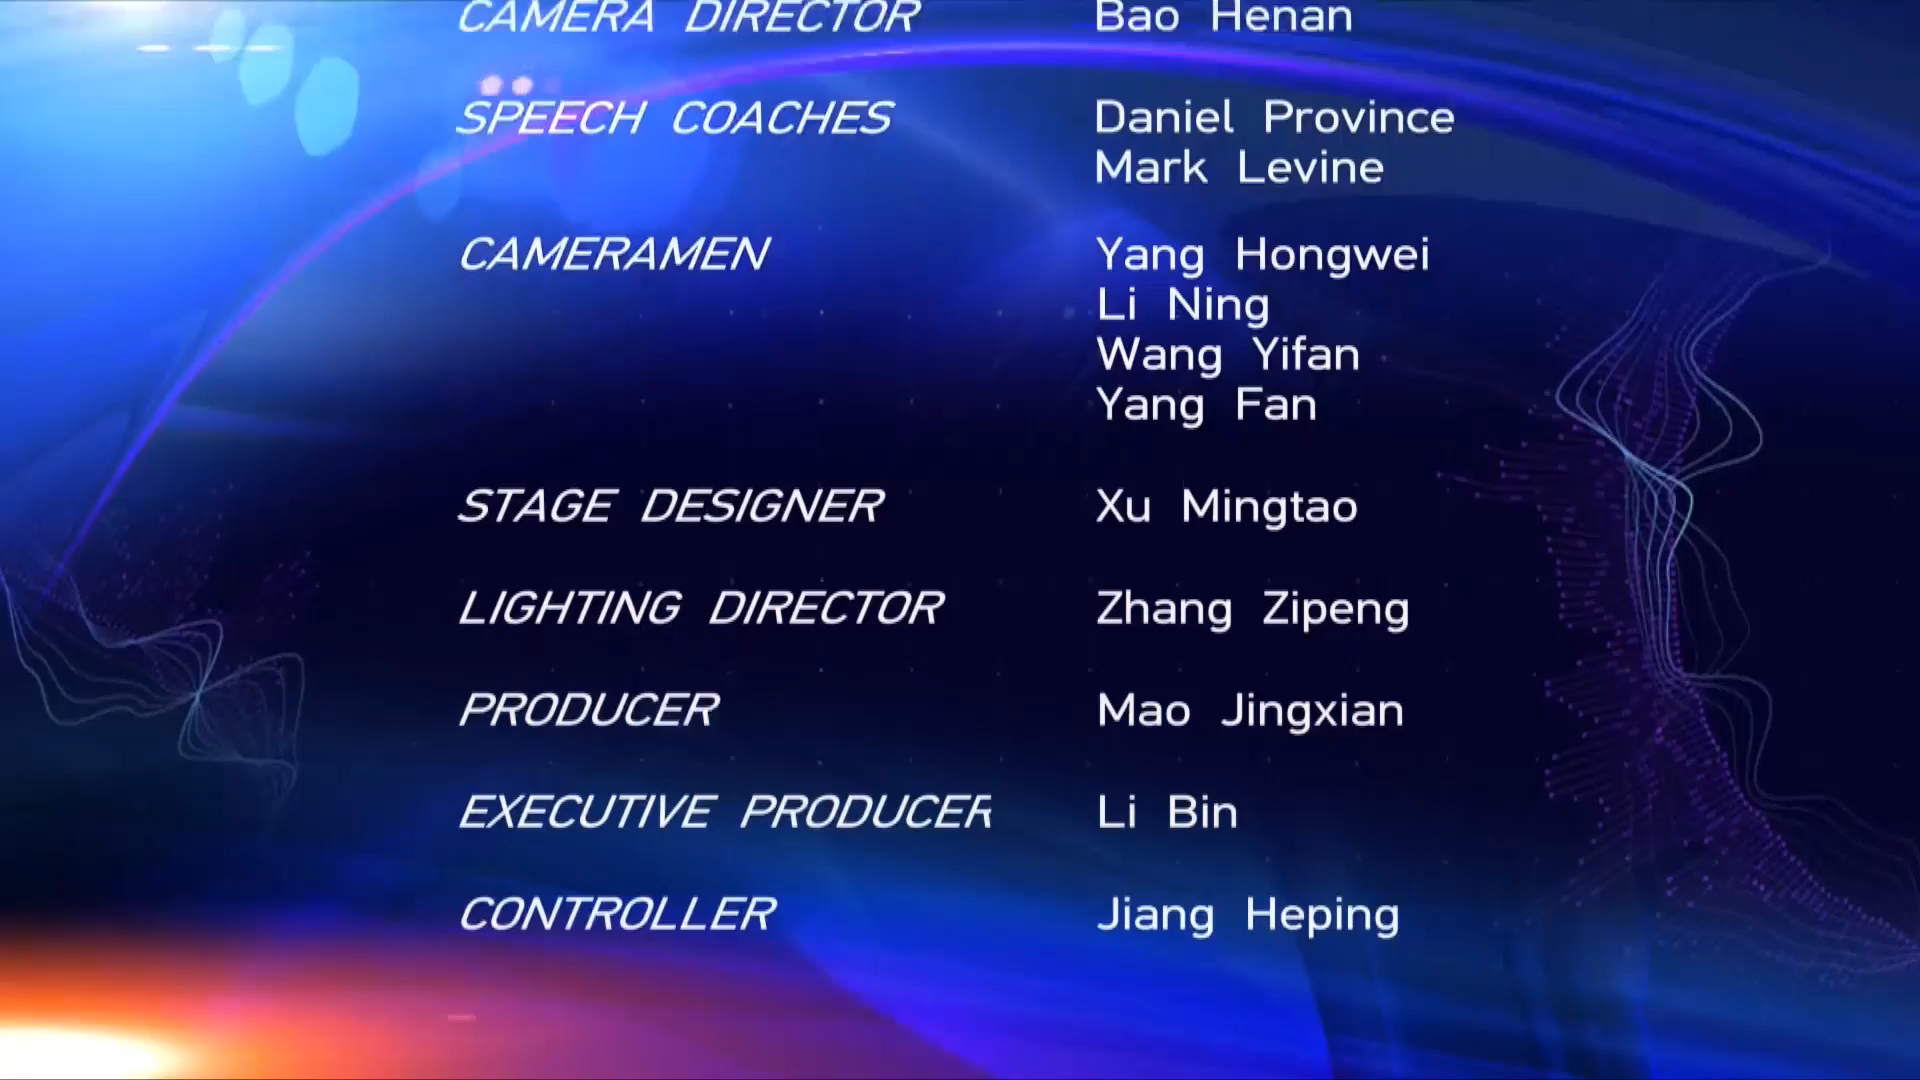 CAMERA DIRECTOR Bao Henan
SPEECH COACHES Daniel Province
Mark Levine
CAMERAMEN Yang Hongwei
Li Ning
Wang Yifan
Yang Fan
STAGE DESIGNER Xu Mingtao
LIGHTING DIRECTOR Zhang Zipeng
PRODUCER Mao Jingxian
EXECUTIVE PRODUCER Li Bin
CONTROLLER Jiang Heping